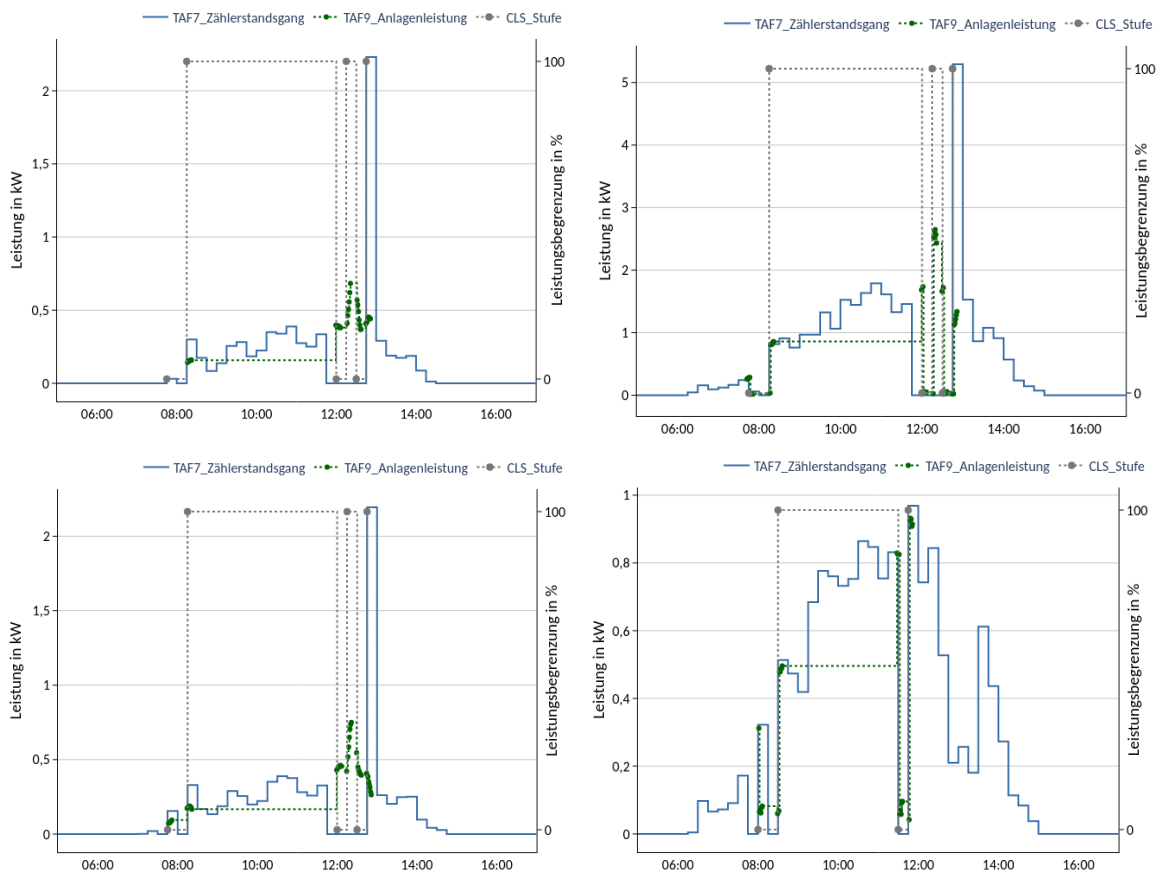 TAF7_Zählerstandsgang TAF9_Anlagenleistung CLS_Stufe
Leistung in kW
2
1,5
1
0,5
0
100
0
Leistungsbegrenzung in %
06:00 08:00 10:00 12:00 14:00 16:00
TAF7_Zählerstandsgang TAF9_Anlagenleistung CLS_Stufe
Leistung in kW
5
4
3
2
1
0
100
0
Leistungsbegrenzung in %
06:00 08:00 10:00 12:00 14:00 16:00
TAF7_Zählerstandsgang TAF9_Anlagenleistung CLS_Stufe
Leistung in kW
2
1,5
1
0,5
0
100
0
Leistungsbegrenzung in %
06:00 08:00 10:00 12:00 14:00 16:00
TAF7_Zählerstandsgang TAF9_Anlagenleistung CLS_Stufe
Leistung in kW
1
0,8
0,6
0,4
0,2
0
100
0
Leistungsbegrenzung in %
06:00 08:00 10:00 12:00 14:00 16:00